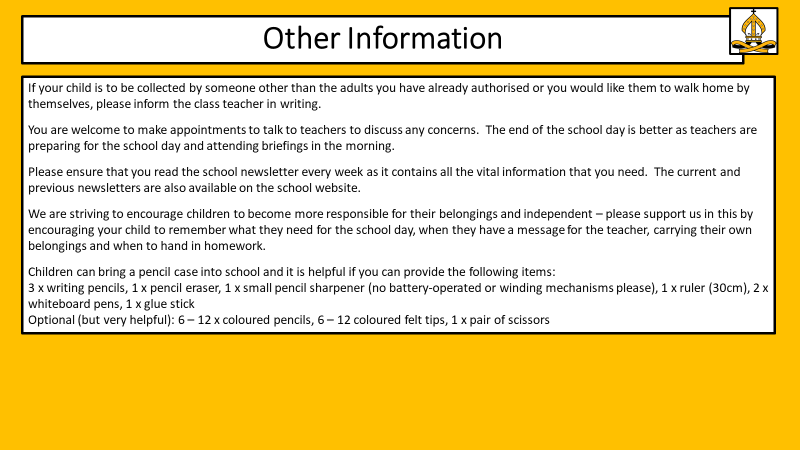 Other Information
If your child is to be collected by someone other than the adults you have already authorised or you would like them to walk home by
themselves, please inform the class teacher in writing.
You are welcome to make appointments to talk to teachers to discuss any concerns.  The end of the school day is better as teachers are
preparing for the school day and attending briefings in the morning.
Please ensure that you read the school newsletter every week as it contains all the vital information that you need.  The current and
previous newsletters are also available on the school website.
We are striving to encourage children to become more responsible for their belongings and independent – please support us in this by
encouraging your child to remember what they need for the school day, when they have a message for the teacher, carrying their own
belongings and when to hand in homework.
Children can bring a pencil case into school and it is helpful if you can provide the following items:
3 x writing pencils, 1 x pencil eraser, 1 x small pencil sharpener (no battery-operated or winding mechanisms please), 1 x ruler (30cm), 2 x
whiteboard pens, 1 x glue stick
Optional (but very helpful): 6 – 12 x coloured pencils, 6 – 12 coloured felt tips, 1 x pair of scissors